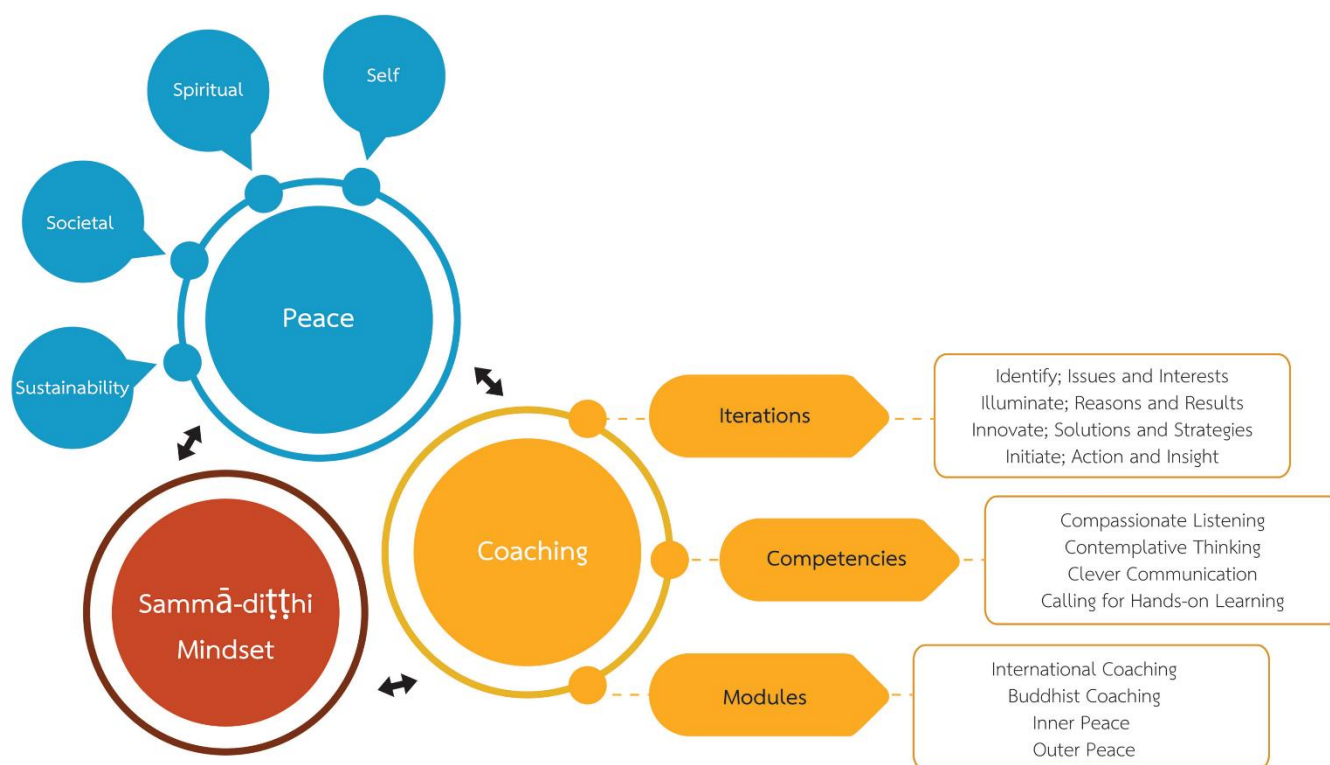 Self
Spiritual
Societal
Sustainability
Peace
Sammā-diṭṭhi
Mindset
Coaching
Iterations
Identify; Issues and Interests
Illuminate; Reasons and Results
Innovate; Solutions and Strategies
Initiate; Action and Insight
Competencies
Compassionate Listening
Contemplative Thinking
Clever Communication
Calling for Hands-on Learning
Modules
International Coaching
Buddhist Coaching
Inner Peace
Outer Peace